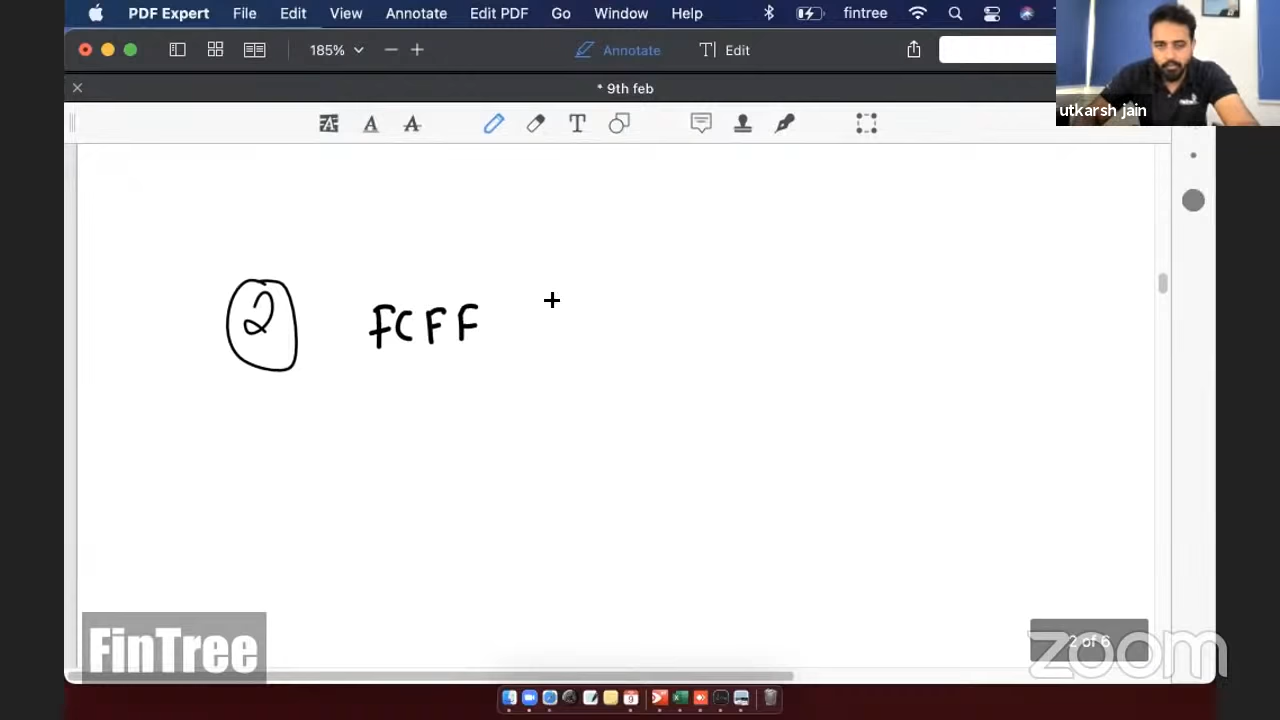 PDF Expert File Edit View Annotate Edit PDF Go Window Help fintree
185% Annotate T| Edit
* 9th feb
utkarsh jain
2 FCFF
FinTree
2 of 6
zoom